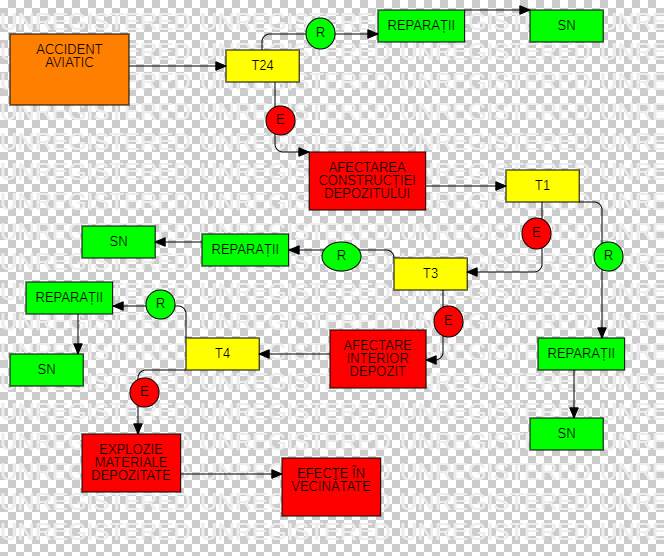 ACCIDENT
AVIATIC
T24
R
REPARAȚII
SN
E
AFECTAREA
CONSTRUCȚIEI
DEPOZITULUI
T1
E
R
REPARAȚII
SN
T3
R
REPARAȚII
SN
E
AFECTARE
INTERIOR
DEPOZIT
T4
R
REPARAȚII
SN
E
EXPLOZIE
MATERIALE
DEPOZITATE
EFECȚE ÎN
VECINĂTATE